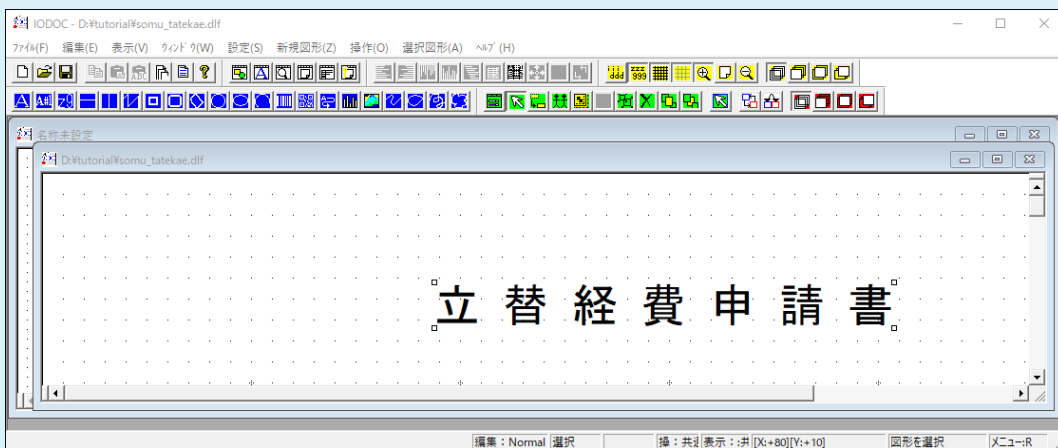 IODOC - D:¥tutorial¥somu_tatekae.dlf
ﾌｧｲﾙ(F) 編集(E) 表示(V) ｳｨﾝﾄﾞｳ(W) 設定(S) 新規図形(Z) 操作(O) 選択図形(A) ﾍﾙﾌﾟ(H)
名称未設定
D:¥tutorial¥somu_tatekae.dlf
立替経費申請書
編集：Normal 選択 操：共通 表示：:共 [X:+80][Y:+10] 図形を選択 ﾒﾆｭｰ:R